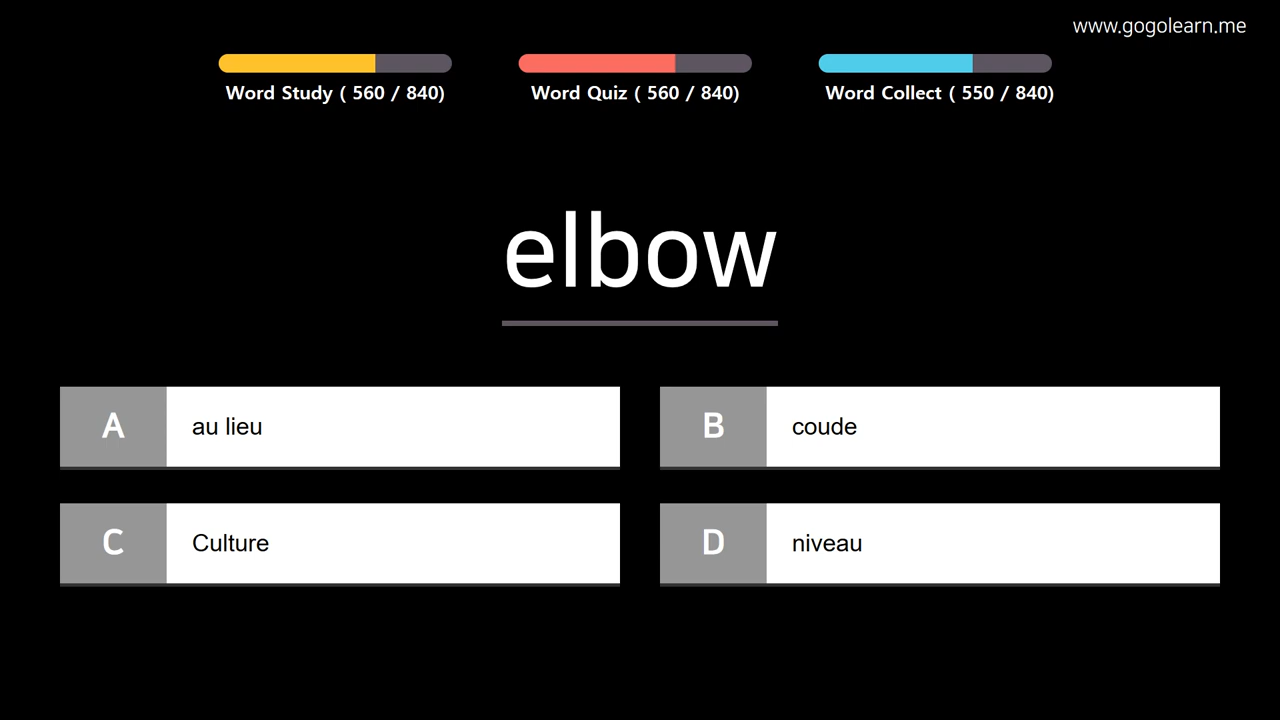 www.gogolearn.me
Word Study ( 560 / 840)
Word Quiz ( 560 / 840)
Word Collect ( 550 / 840)
elbow
A au lieu
B coude
C Culture
D niveau